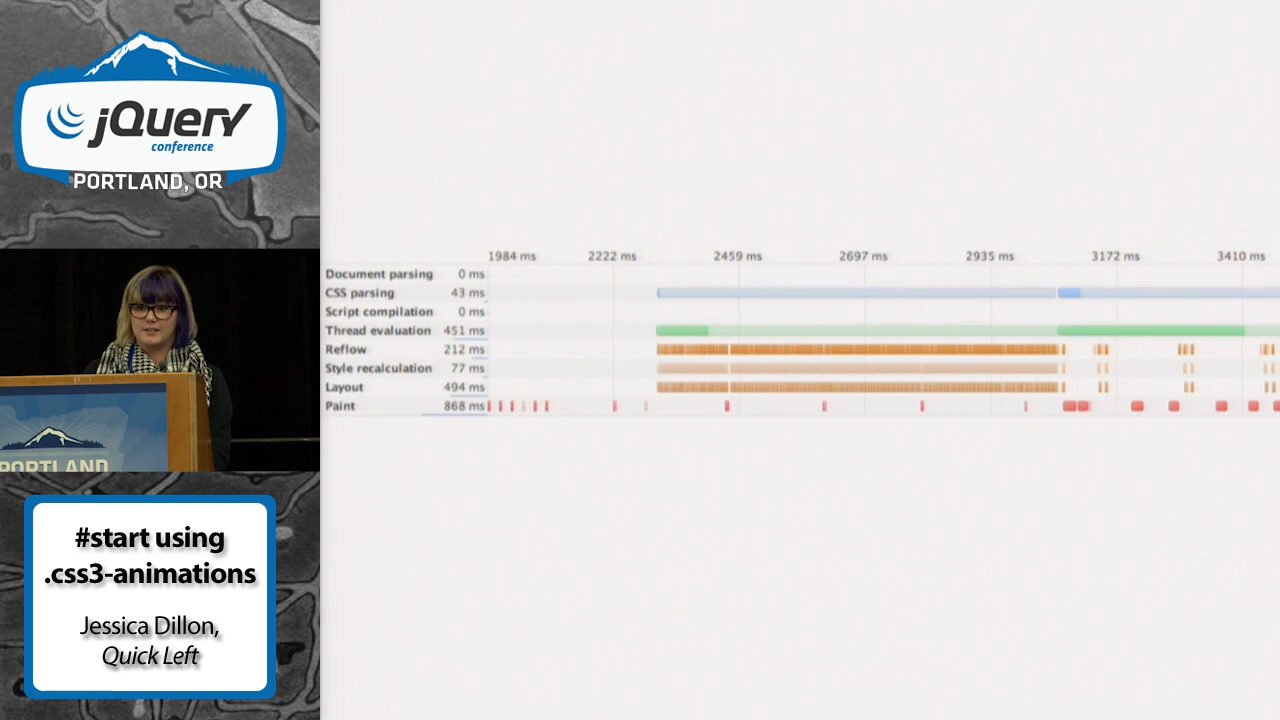 jQuery
conference
PORTLAND, OR
PORTLAND
#start using
.css3-animations
Jessica Dillon,
Quick Left
1984 ms 2222 ms 2459 ms 2697 ms 2935 ms 3172 ms 3410 ms
Document parsing 0 ms
CSS parsing 43 ms
Script compilation 0 ms
Thread evaluation 451 ms
Reflow 212 ms
Style recalculation 77 ms
Layout 494 ms
Paint 868 ms